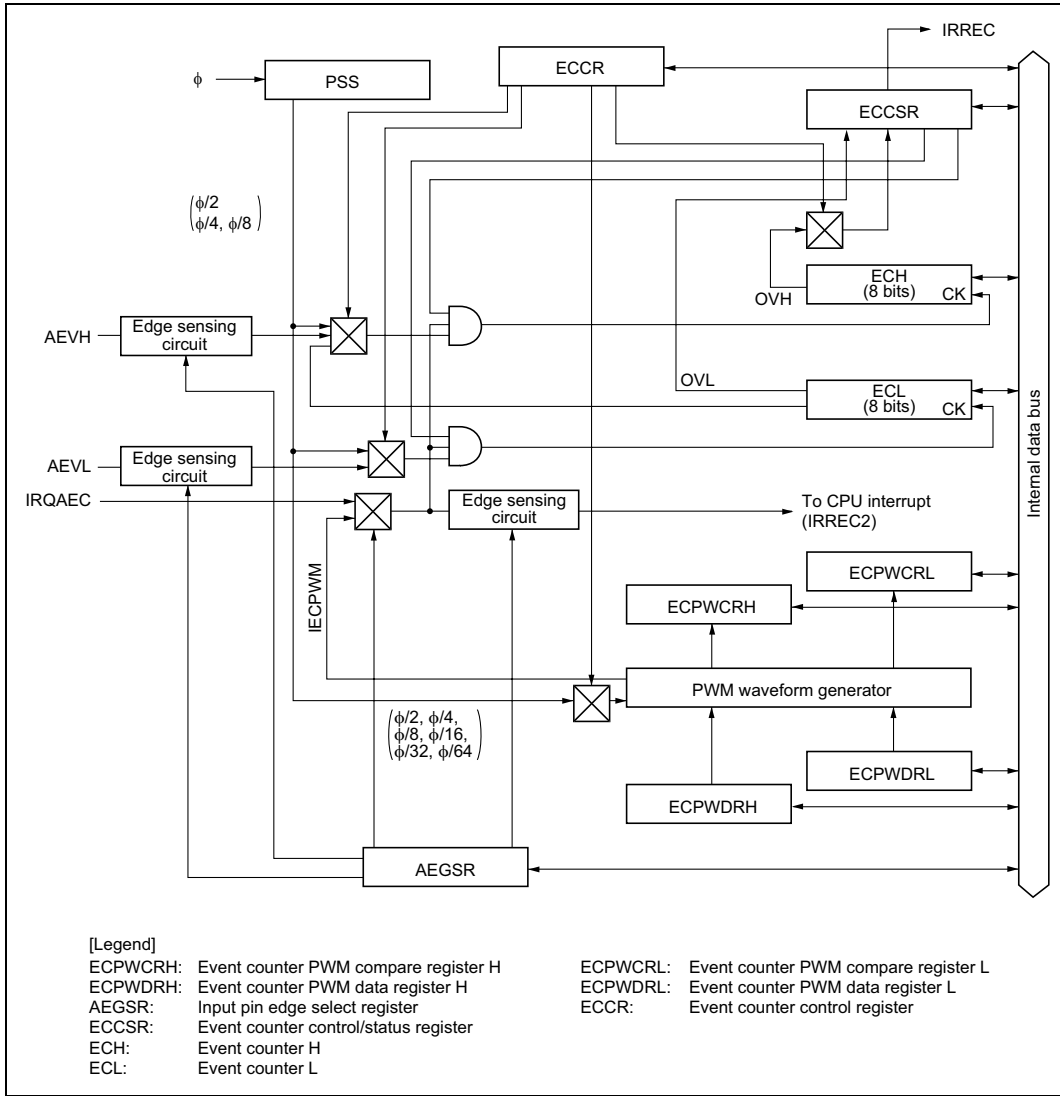 IRREC
ϕ
PSS
ECCR
ECCSR
(ϕ/2
ϕ/4, ϕ/8)
ECH
(8 bits)
CK
OVH
AEVH
Edge sensing
circuit
OVL
ECL
(8 bits)
CK
AEVL
Edge sensing
circuit
IRQAEC
Edge sensing
circuit
To CPU interrupt
(IRREC2)
Internal data bus
IECPWM
ECPWCRL
ECPWCRH
PWM waveform generator
(ϕ/2, ϕ/4,
ϕ/8, ϕ/16,
ϕ/32, ϕ/64)
ECPWDRL
ECPWDRH
AEGSR
[Legend]
ECPWCRH: Event counter PWM compare register H
ECPWDRH: Event counter PWM data register H
AEGSR: Input pin edge select register
ECCSR: Event counter control/status register
ECH: Event counter H
ECL: Event counter L
ECPWCRL: Event counter PWM compare register L
ECPWDRL: Event counter PWM data register L
ECCR: Event counter control register